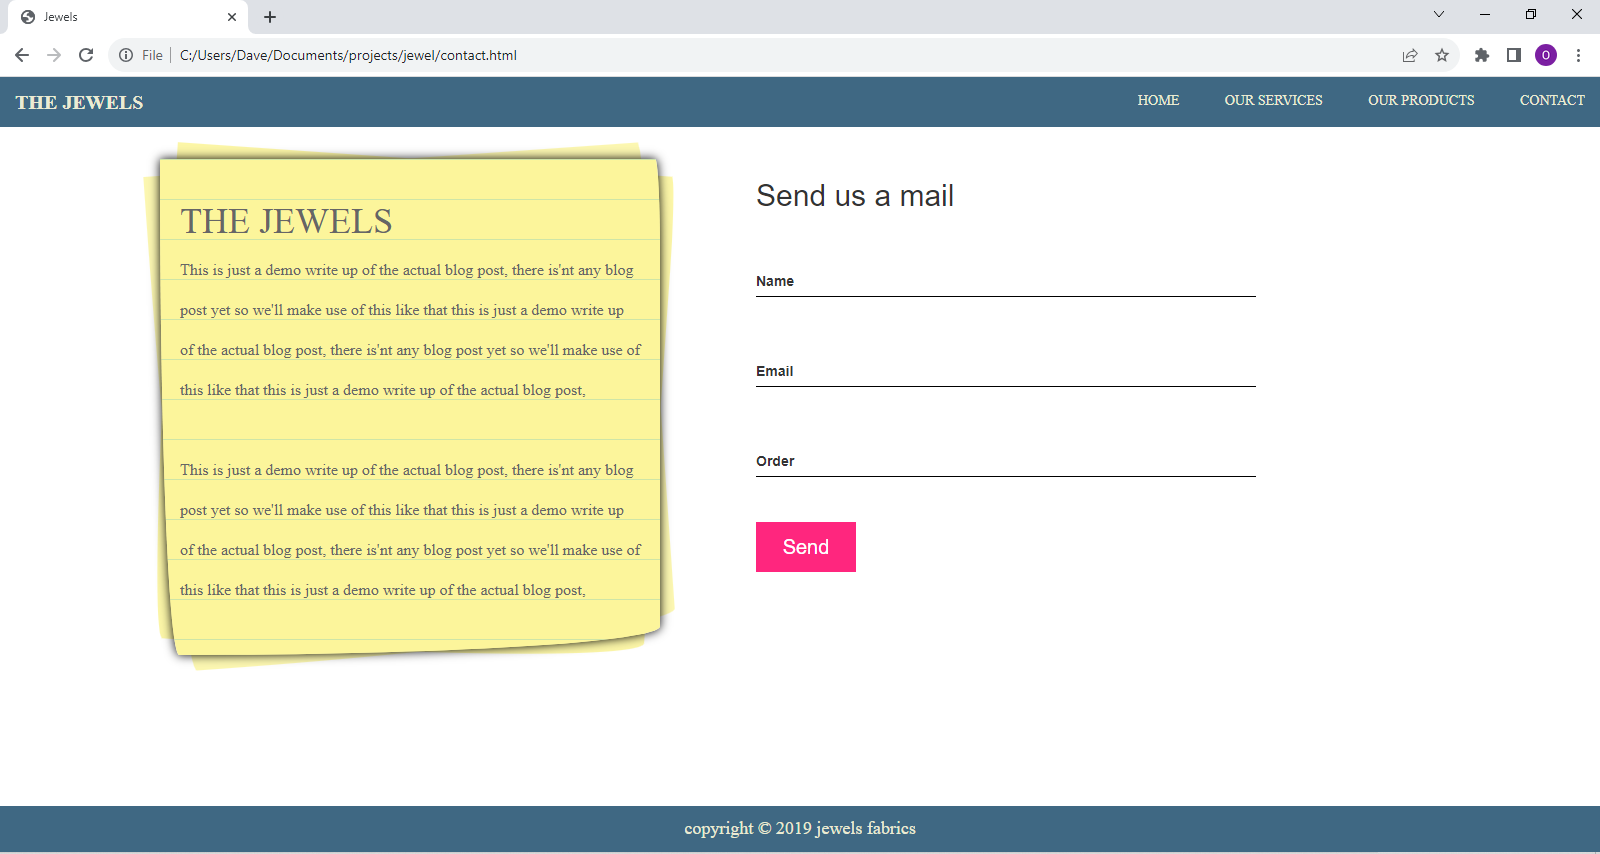 Jewels
File
C:/Users/Dave/Documents/projects/jewel/contact.html
O
THE JEWELS
HOME
OUR SERVICES
OUR PRODUCTS
CONTACT
THE JEWELS
This is just a demo write up of the actual blog post, there is'nt any blog
post yet so we'll make use of this like that this is just a demo write up
of the actual blog post, there is'nt any blog post yet so we'll make use of
this like that this is just a demo write up of the actual blog post,
This is just a demo write up of the actual blog post, there is'nt any blog
post yet so we'll make use of this like that this is just a demo write up
of the actual blog post, there is'nt any blog post yet so we'll make use of
this like that this is just a demo write up of the actual blog post,
Send us a mail
Name
Email
Order
Send
copyright © 2019 jewels fabrics